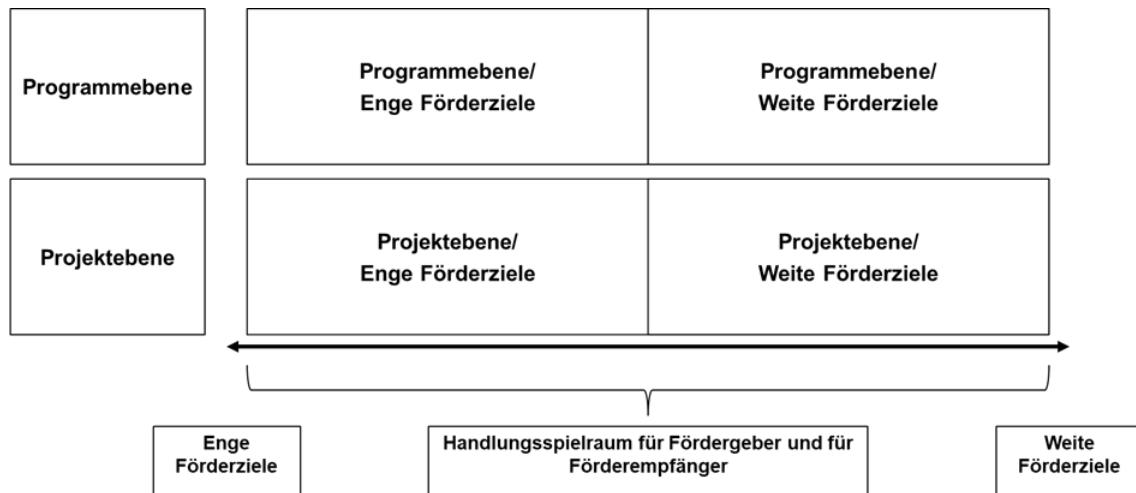 Programmebene
Programmebene/
Enge Förderziele
Programmebene/
Weite Förderziele
Projektebene
Projektebene/
Enge Förderziele
Projektebene/
Weite Förderziele
Enge
Förderziele
Handlungsspielraum für Fördergeber und für
Förderempfänger
Weite
Förderziele